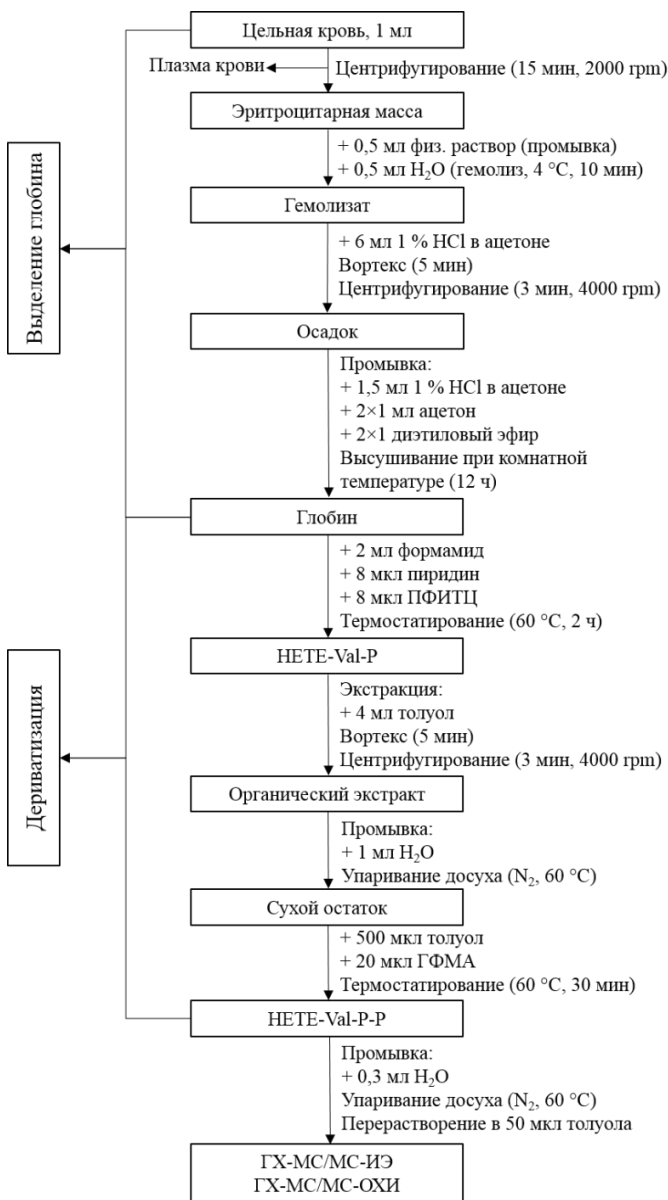 Цельная кровь, 1 мл
Плазма крови
Центрифугирование (15 мин, 2000 rpm)
Эритроцитарная масса
+ 0,5 мл физ. раствор (промывка)
+ 0,5 мл H₂O (гемолиз, 4 °C, 10 мин)
Гемолизат
Выделение глобина
+ 6 мл 1 % HCl в ацетоне
Вортекс (5 мин)
Центрифугирование (3 мин, 4000 rpm)
Осадок
Промывка:
+ 1,5 мл 1 % HCl в ацетоне
+ 2×1 мл ацетон
+ 2×1 диэтиловый эфир
Высушивание при комнатной
температуре (12 ч)
Глобин
+ 2 мл формамид
+ 8 мкл пиридин
+ 8 мкл ПФИТЦ
Термостатирование (60 °C, 2 ч)
HETE-Val-P
Дериватизация
Экстракция:
+ 4 мл толуол
Вортекс (5 мин)
Центрифугирование (3 мин, 4000 rpm)
Органический экстракт
Промывка:
+ 1 мл H₂O
Упаривание досуха (N₂, 60 °C)
Сухой остаток
+ 500 мкл толуол
+ 20 мкл ГФМА
Термостатирование (60 °C, 30 мин)
HETE-Val-P-P
Промывка:
+ 0,3 мл H₂O
Упаривание досуха (N₂, 60 °C)
Перерастворение в 50 мкл толуола
ГХ-МС/МС-ИЭ
ГХ-МС/МС-ОХИ